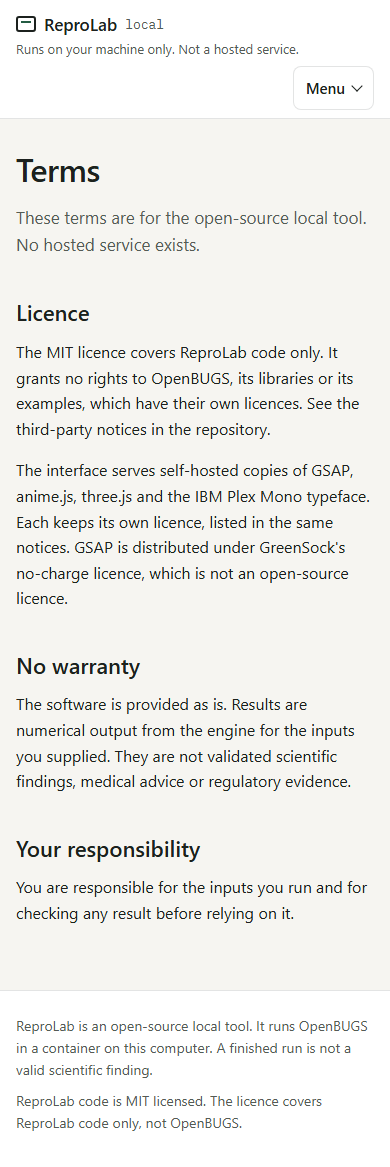 ReproLab local
Runs on your machine only. Not a hosted service.
Menu
Terms
These terms are for the open-source local tool.
No hosted service exists.
Licence
The MIT licence covers ReproLab code only. It
grants no rights to OpenBUGS, its libraries or its
examples, which have their own licences. See the
third-party notices in the repository.
The interface serves self-hosted copies of GSAP,
anime.js, three.js and the IBM Plex Mono typeface.
Each keeps its own licence, listed in the same
notices. GSAP is distributed under GreenSock's
no-charge licence, which is not an open-source
licence.
No warranty
The software is provided as is. Results are
numerical output from the engine for the inputs
you supplied. They are not validated scientific
findings, medical advice or regulatory evidence.
Your responsibility
You are responsible for the inputs you run and for
checking any result before relying on it.
ReproLab is an open-source local tool. It runs OpenBUGS
in a container on this computer. A finished run is not a
valid scientific finding.
ReproLab code is MIT licensed. The licence covers
ReproLab code only, not OpenBUGS.